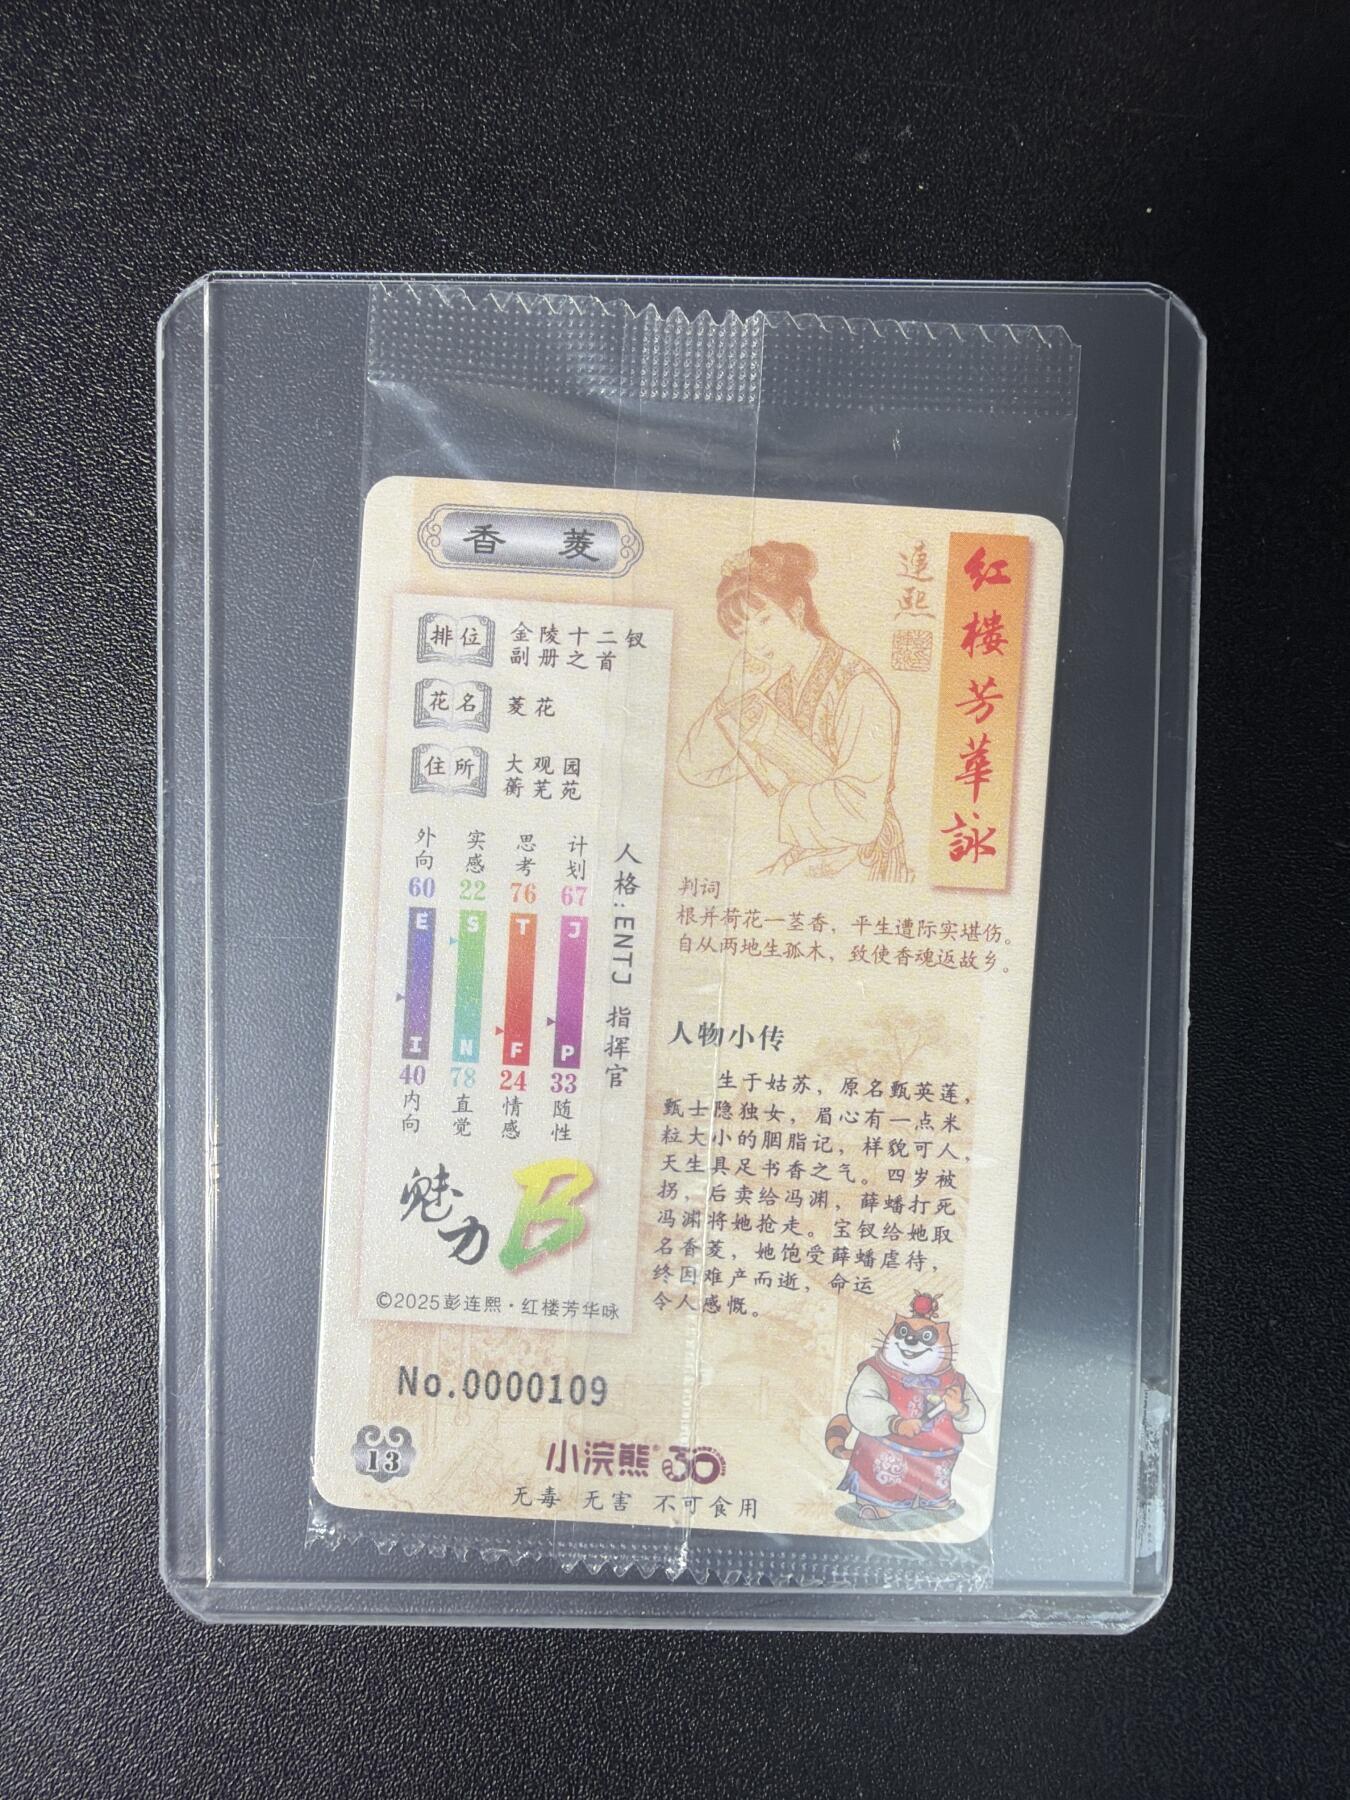 香 菱
排位 金陵十二钗
副册之首
花名 菱花
住所 大观园
蘅芜苑
外向 实感 思考 计划
60 22 76 67
E S T J
I N F P
40 78 24 33
内向 直觉 情感 随性
人格:ENTJ 指挥官
魅力 B
©2025彭连熙·红楼芳华咏
No.0000109
13
連熙
红樓芳華詠
判词
根并荷花一茎香，平生遭际实堪伤。
自从两地生孤木，致使香魂返故乡。
人物小传
生于姑苏，原名甄英莲，
甄士隐独女，眉心有一点米
粒大小的胭脂记，样貌可人，
天生具足书香之气。四岁被
拐，后卖给冯渊，薛蟠打死
冯渊将她抢走。宝钗给她取
名香菱，她饱受薛蟠虐待，
终因难产而逝，命运
令人感慨。
小浣熊 30
无毒 无害 不可食用